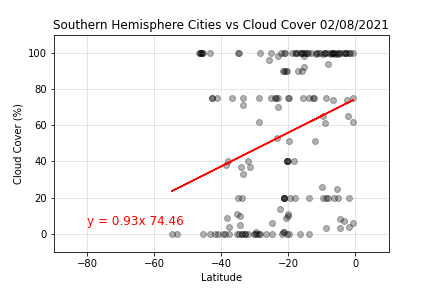 Southern Hemisphere Cities vs Cloud Cover 02/08/2021
100
80
60
40
20
0
Cloud Cover (%)
y = 0.93x 74.46
−80
−60
−40
−20
0
Latitude